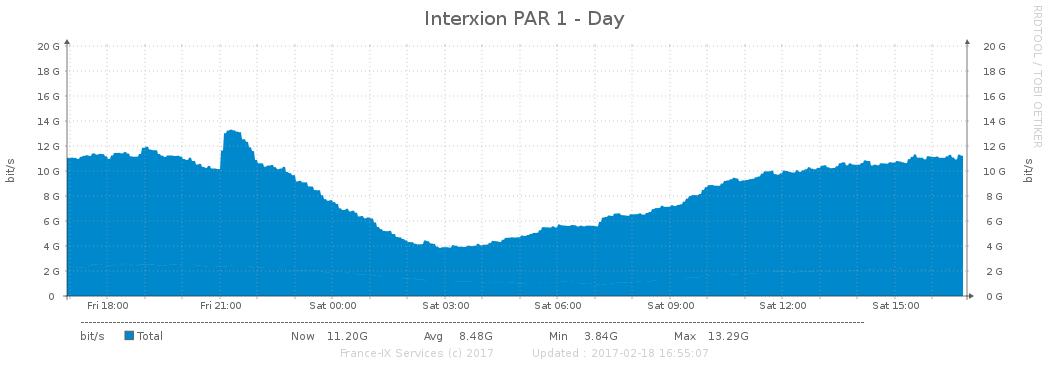 Interxion PAR 1 - Day
RRDTOOL / TOBI OETIKER
20 G 20 G
18 G 18 G
16 G 16 G
14 G 14 G
12 G 12 G
10 G 10 G
8 G 8 G
6 G 6 G
4 G 4 G
2 G 2 G
0 0 G
bit/s
bit/s
Fri 18:00 Fri 21:00 Sat 00:00 Sat 03:00 Sat 06:00 Sat 09:00 Sat 12:00 Sat 15:00
bit/s Total Now 11.20G Avg 8.48G Min 3.84G Max 13.29G
France-IX Services (c) 2017 Updated : 2017-02-18 16:55:07